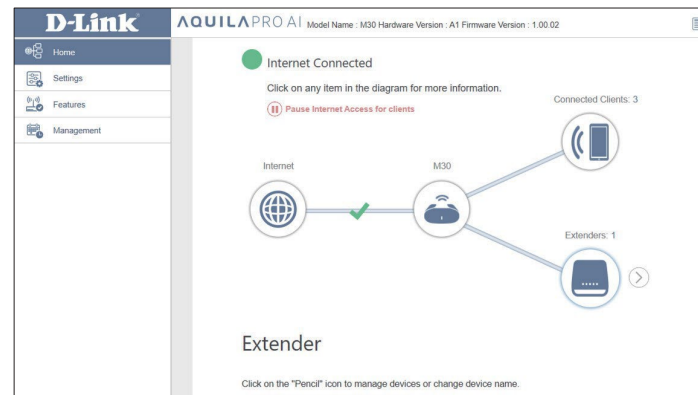 D-Link
AQUILA PRO AI Model Name : M30 Hardware Version : A1 Firmware Version : 1.00.02
Home
Settings
Features
Management
Internet Connected
Click on any item in the diagram for more information.
Pause Internet Access for clients
Connected Clients: 3
Internet
M30
Extenders: 1
Extender
Click on the "Pencil" icon to manage devices or change device name.